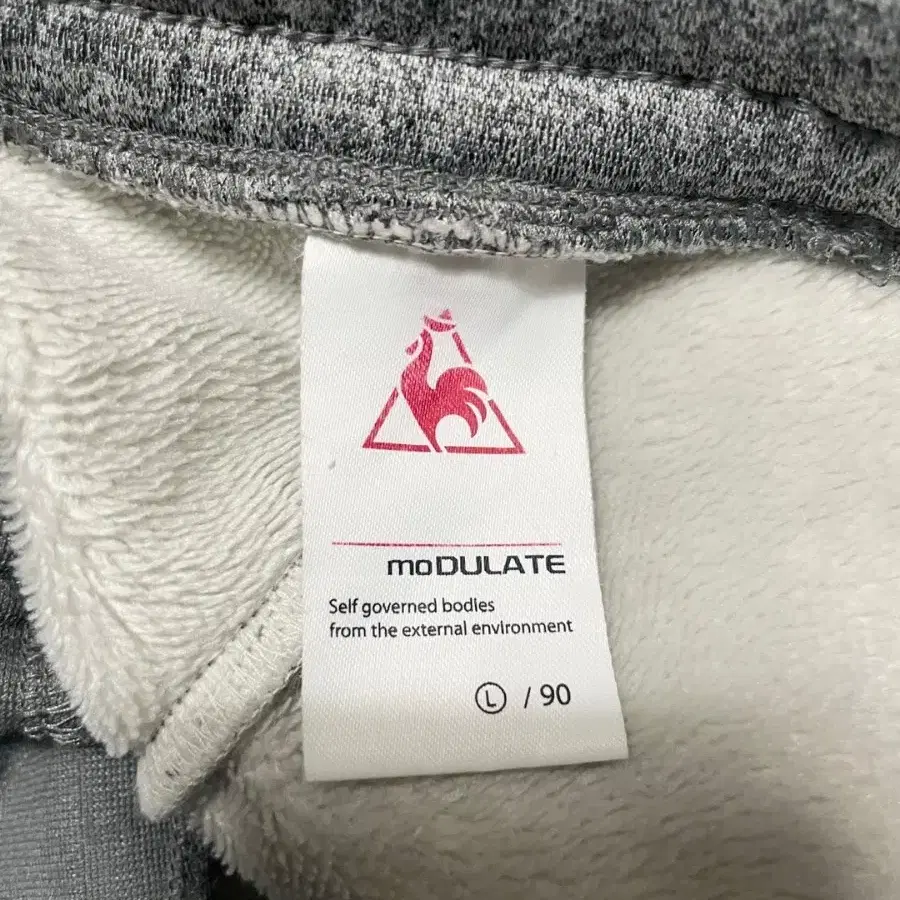 moDULATE
Self governed bodies
from the external environment
Ⓛ / 90